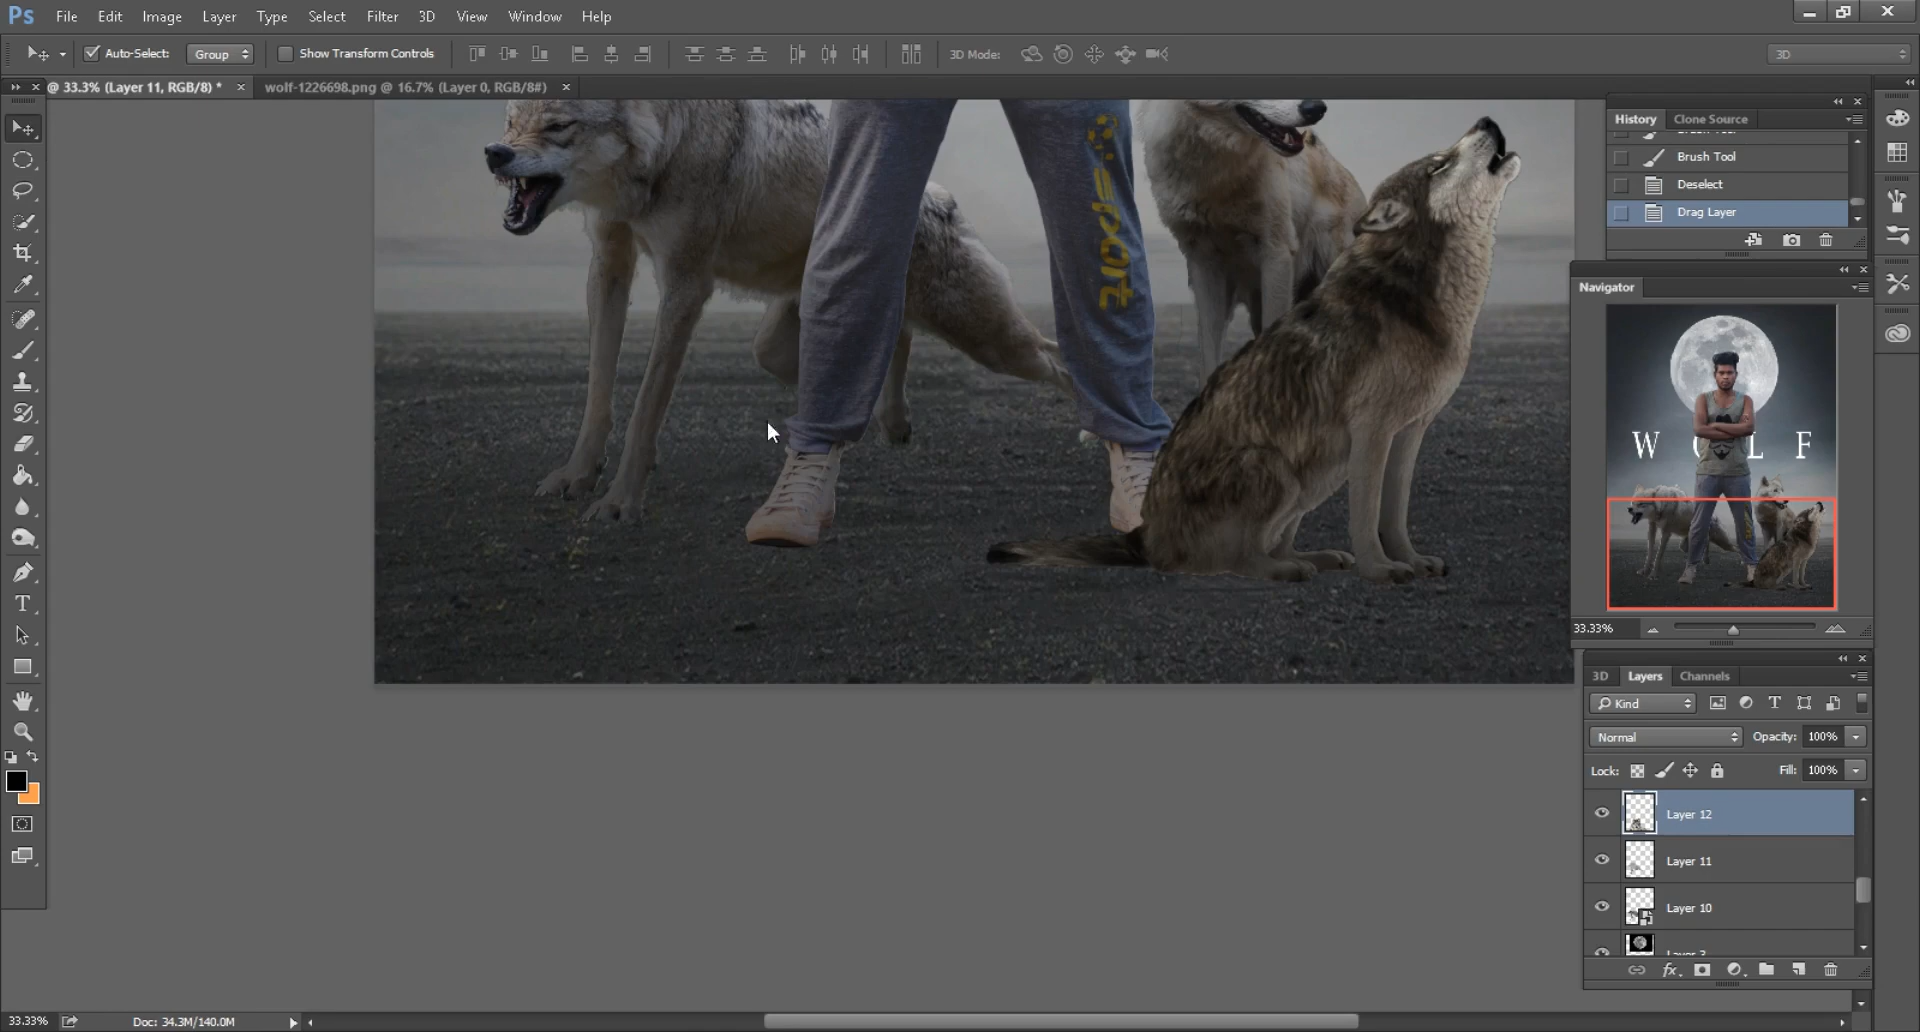 Ps File Edit Image Layer Type Select Filter 3D View Window Help
Auto-Select: Group Show Transform Controls 3D Mode: 3D
@ 33.3% (Layer 11, RGB/8) * wolf-1226698.png @ 16.7% (Layer 0, RGB/8#)
History Clone Source
Brush Tool
Deselect
Drag Layer
SPORT
Navigator
W O L F
33.33%
3D Layers Channels
Kind
Normal Opacity: 100%
Lock: Fill: 100%
Layer 12
Layer 11
Layer 10
33.33% Doc: 34.3M/140.0M